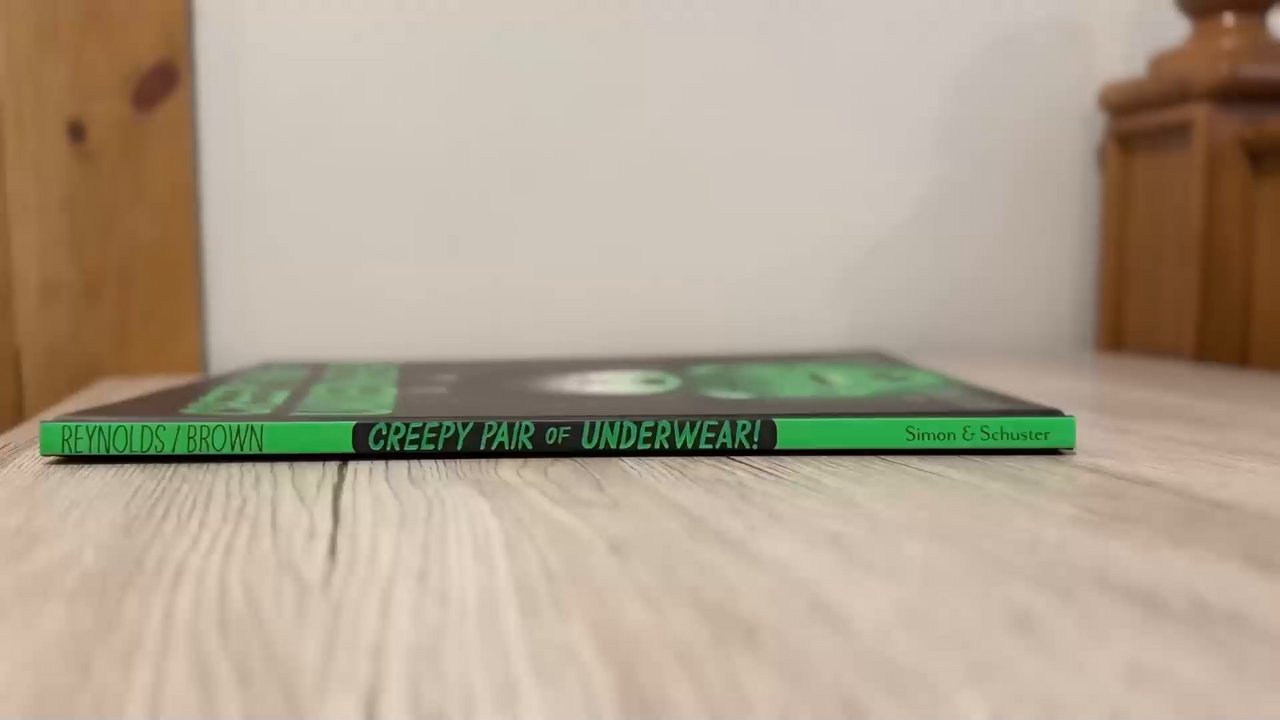 REYNOLDS / BROWN CREEPY PAIR OF UNDERWEAR! Simon & Schuster